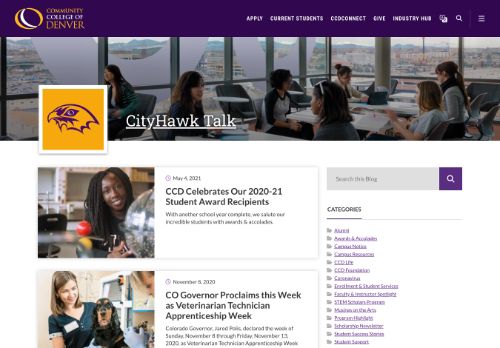 COMMUNITY
COLLEGE OF
DENVER
APPLY CURRENT STUDENTS CCDCONNECT GIVE INDUSTRY HUB
CityHawk Talk
May 4, 2021
CCD Celebrates Our 2020-21
Student Award Recipients
With another school year complete, we salute our
incredible students with awards & accolades.
November 8, 2020
CO Governor Proclaims this Week
as Veterinarian Technician
Apprenticeship Week
Colorado Governor, Jared Polis, declared the week of
Sunday, November 8 through Friday, November 13,
2020, as Veterinarian Technician Apprenticeship Week
Search this Blog
CATEGORIES
Alumni
Awards & Accolades
Campus Notice
Campus Resources
CCD Life
CCD Foundation
Coronavirus
Enrollment & Student Services
Faculty & Instructor Spotlight
STEM Scholars Program
Musings on the Arts
Program Highlight
Scholarship Newsletter
Student Success Stories
Student Support